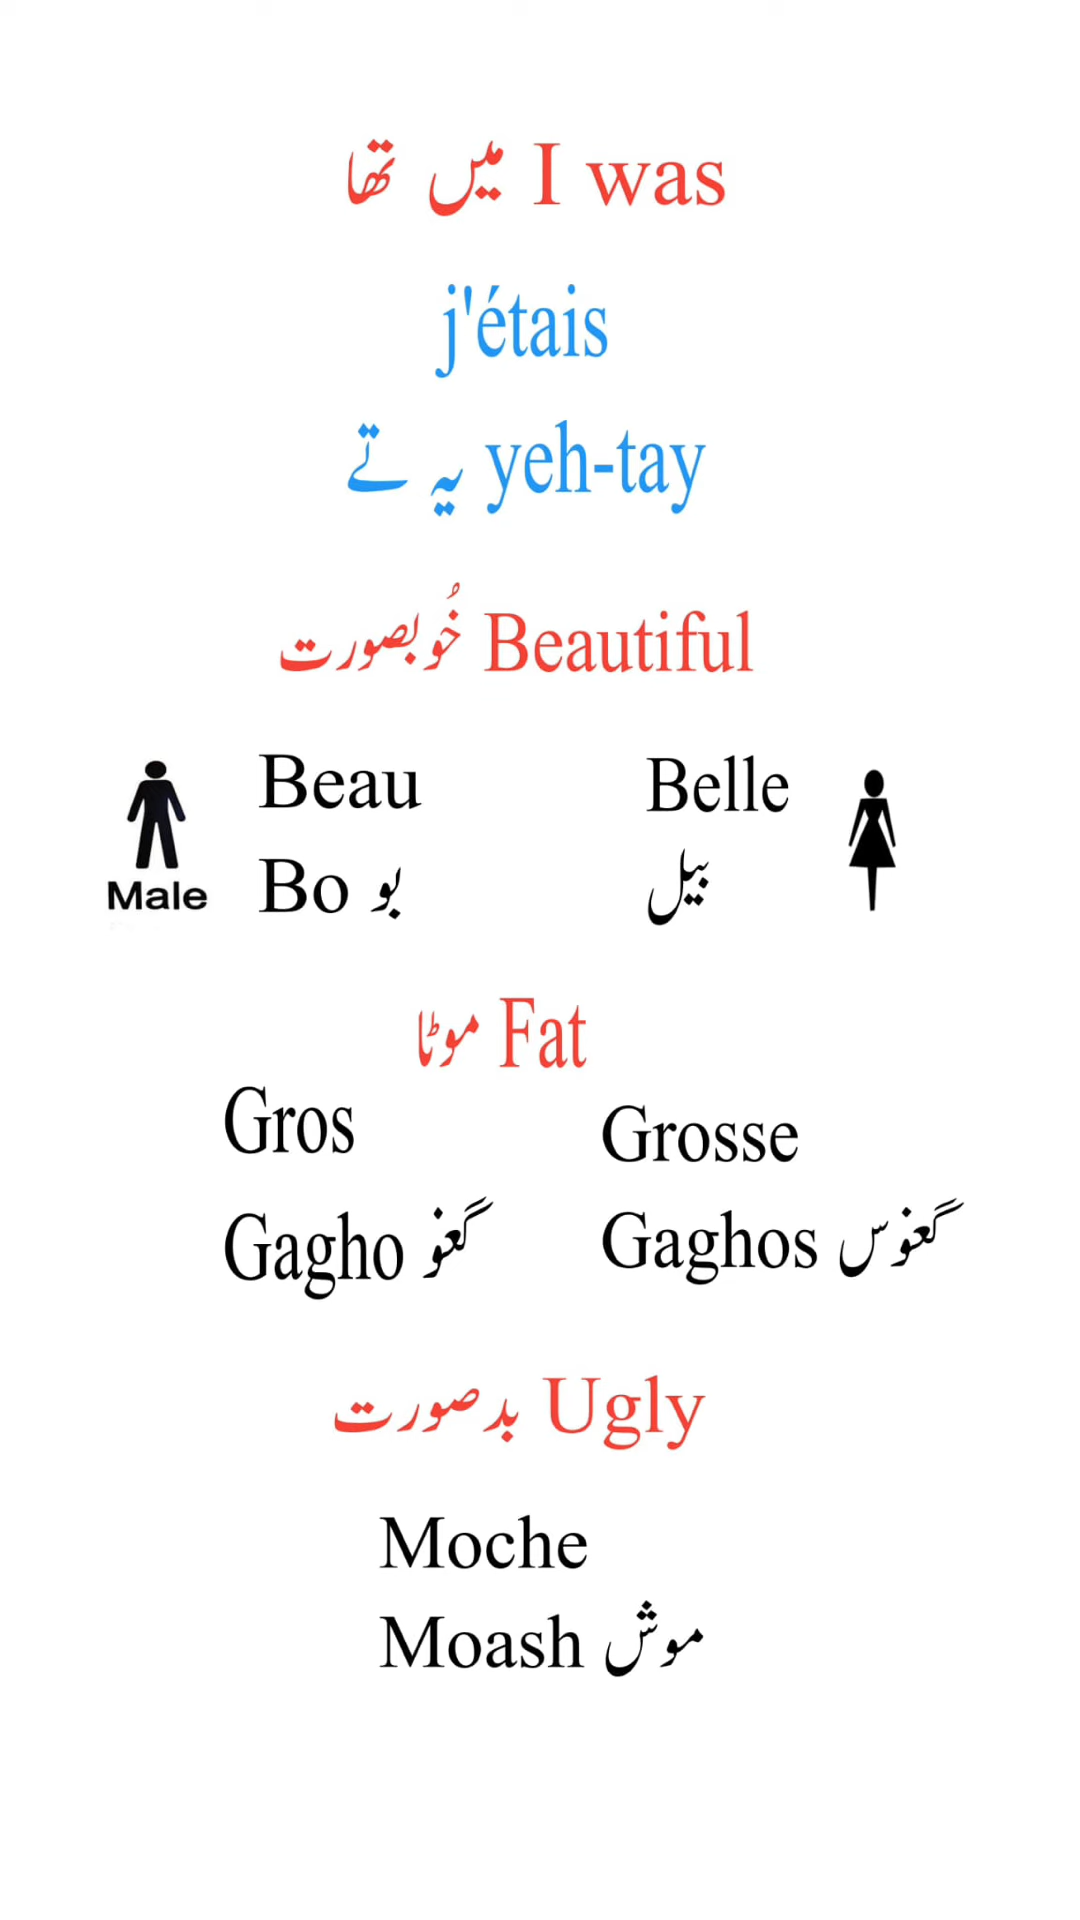 میں تھا I was
j'étais
یہ تے yeh-tay
خُوبصورت Beautiful
Beau
Belle
Bo بو
بیل
Male
موٹا Fat
Gros
Grosse
Gagho گغو
Gaghos گغوس
بدصورت Ugly
Moche
Moash موش